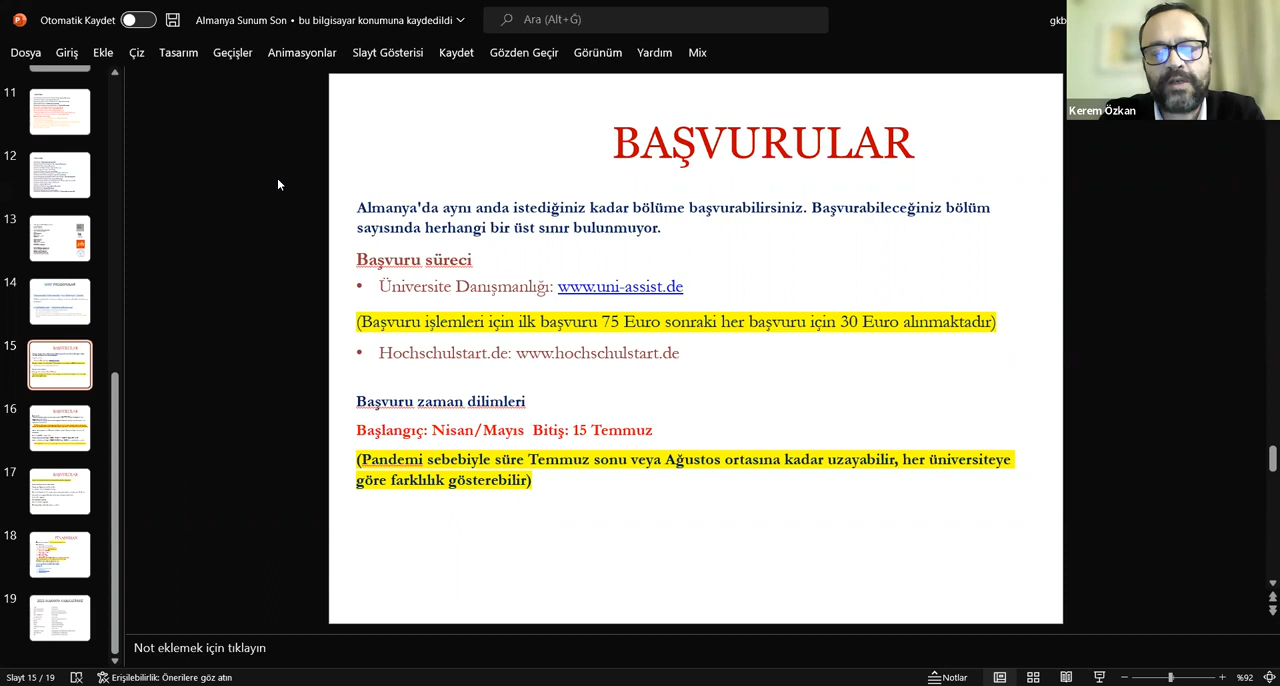 Otomatik Kaydet
Almanya Sunum Son • bu bilgisayar konumuna kaydedildi
Ara (Alt+Ğ)
gkb
Dosya Giriş Ekle Çiz Tasarım Geçişler Animasyonlar Slayt Gösterisi Kaydet Gözden Geçir Görünüm Yardım Mix
Kerem Özkan
11
12
13
14
15
16
17
18
19
BAŞVURULAR
Almanya'da aynı anda istediğiniz kadar bölüme başvurabilirsiniz. Başvurabileceğiniz bölüm
sayısında herhangi bir üst sınır bulunmuyor.
Başvuru süreci
• Üniversite Danışmanlığı: www.uni-assist.de
(Başvuru işlemleri için ilk başvuru 75 Euro sonraki her başvuru için 30 Euro alınmaktadır)
• Hochschulstart.de: www.hochschulstart.de
Başvuru zaman dilimleri
Başlangıç: Nisan/Mayıs Bitiş: 15 Temmuz
(Pandemi sebebiyle süre Temmuz sonu veya Ağustos ortasına kadar uzayabilir, her üniversiteye
göre farklılık gösterebilir)
Not eklemek için tıklayın
Slayt 15 / 19
Erişilebilirlik: Önerilere göz atın
Notlar
%92